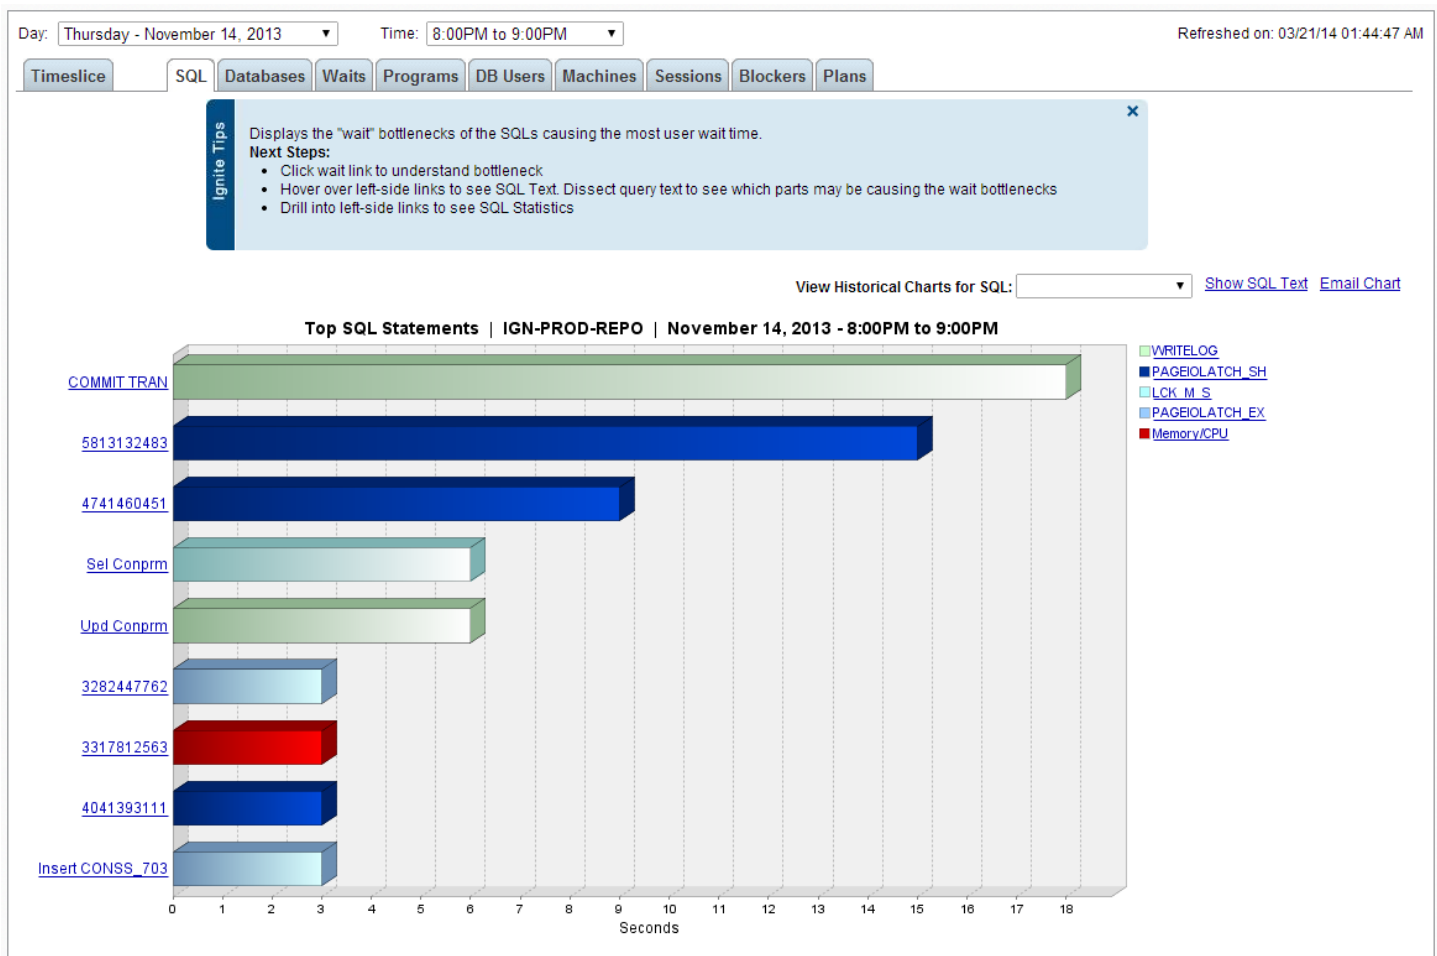 Day: Thursday - November 14, 2013 Time: 8:00PM to 9:00PM Refreshed on: 03/21/14 01:44:47 AM
Timeslice SQL Databases Waits Programs DB Users Machines Sessions Blockers Plans
Ignite Tips
Displays the "wait" bottlenecks of the SQLs causing the most user wait time.
Next Steps:
• Click wait link to understand bottleneck
• Hover over left-side links to see SQL Text. Dissect query text to see which parts may be causing the wait bottlenecks
• Drill into left-side links to see SQL Statistics
View Historical Charts for SQL: Show SQL Text Email Chart
Top SQL Statements | IGN-PROD-REPO | November 14, 2013 - 8:00PM to 9:00PM
WRITELOG
PAGEIOLATCH_SH
LCK_M_S
PAGEIOLATCH_EX
Memory/CPU
COMMIT TRAN
5813132483
4741460451
Sel Conprm
Upd Conprm
3282447762
3317812563
4041393111
Insert CONSS_703
0 1 2 3 4 5 6 7 8 9 10 11 12 13 14 15 16 17 18
Seconds